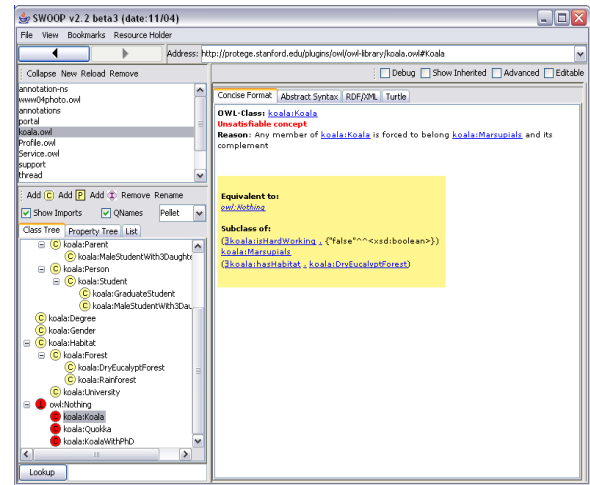 SWOOP v2.2 beta3 (date:11/04)
File View Bookmarks Resource Holder
Address: http://protege.stanford.edu/plugins/owl/owl-library/koala.owl#Koala
Collapse New Reload Remove
Debug Show Inherited Advanced Editable
annotation-ns
www04photo.owl
annotations
portal
koala.owl
Profile.owl
Service.owl
support
thread
Add C Add P Add Remove Rename
Show Imports QNames Pellet
Class Tree Property Tree List
C koala:Parent
C koala:MaleStudentWith3Daughte
C koala:Person
C koala:Student
C koala:GraduateStudent
C koala:MaleStudentWith3Dau
C koala:Degree
C koala:Gender
C koala:Habitat
C koala:Forest
C koala:DryEucalyptForest
C koala:Rainforest
C koala:University
owl:Nothing
C koala:Koala
C koala:Quokka
C koala:KoalaWithPhD
Lookup
Concise Format Abstract Syntax RDF/XML Turtle
OWL-Class: koala:Koala
Unsatisfiable concept
Reason: Any member of koala:Koala is forced to belong koala:Marsupials and its
complement
Equivalent to:
owl:Nothing
Subclass of:
(∃koala:isHardWorking . {"false"^^<xsd:boolean>})
koala:Marsupials
(∃koala:hasHabitat . koala:DryEucalyptForest)